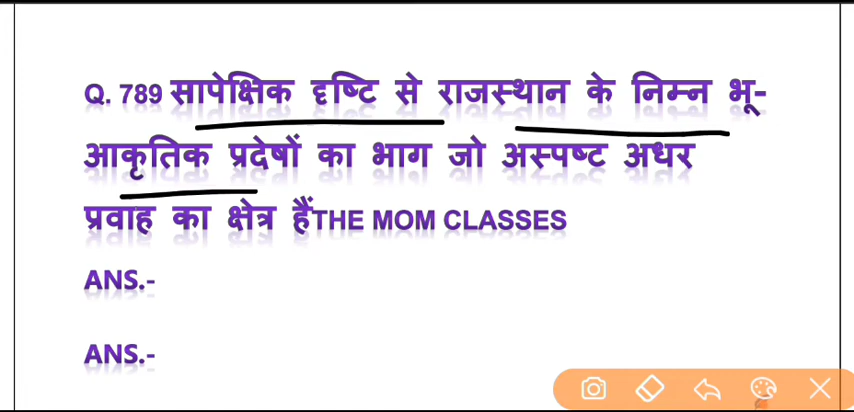 Q. 789 सापेक्षिक दृष्टि से राजस्थान के निम्न भू-
आकृतिक प्रदेषों का भाग जो अस्पष्ट अधर
प्रवाह का क्षेत्र हैंTHE MOM CLASSES
ANS.-
ANS.-